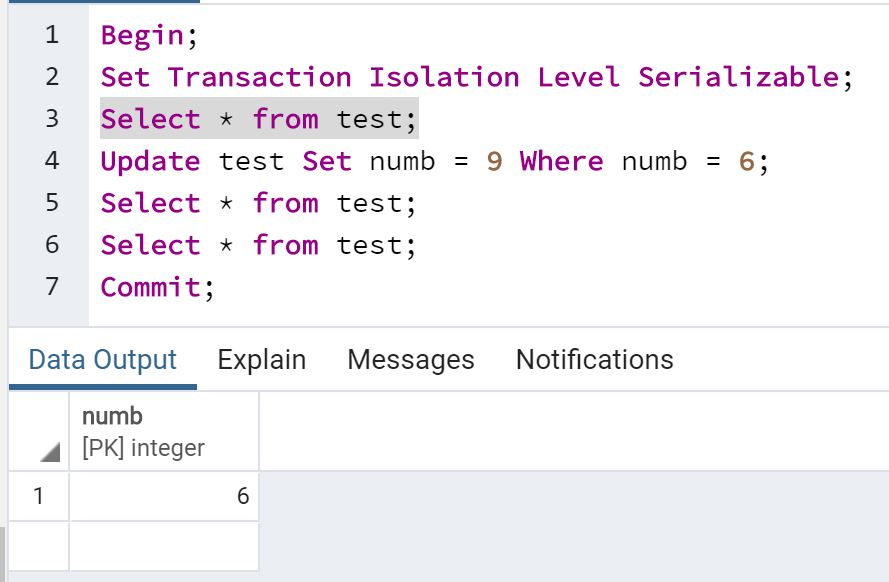 1 Begin;
2 Set Transaction Isolation Level Serializable;
3 Select * from test;
4 Update test Set numb = 9 Where numb = 6;
5 Select * from test;
6 Select * from test;
7 Commit;
Data Output Explain Messages Notifications
numb
[PK] integer
1 6